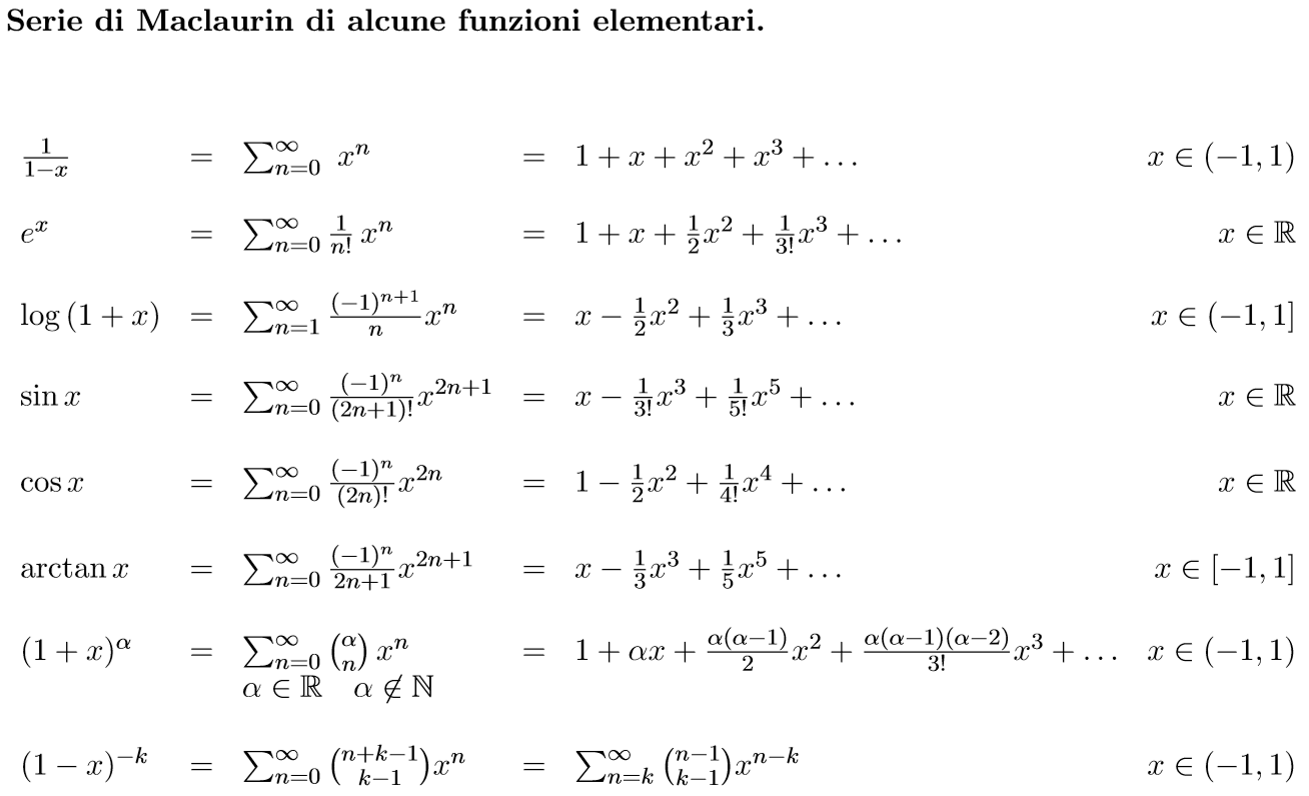 Serie di Maclaurin di alcune funzioni elementari.
$\frac{1}{1-x} = \sum_{n=0}^{\infty} x^n = 1 + x + x^2 + x^3 + \ldots \quad x \in (-1, 1)$
$e^x = \sum_{n=0}^{\infty} \frac{1}{n!} x^n = 1 + x + \frac{1}{2}x^2 + \frac{1}{3!}x^3 + \ldots \quad x \in \mathbb{R}$
$\log(1+x) = \sum_{n=1}^{\infty} \frac{(-1)^{n+1}}{n} x^n = x - \frac{1}{2}x^2 + \frac{1}{3}x^3 + \ldots \quad x \in (-1, 1]$
$\sin x = \sum_{n=0}^{\infty} \frac{(-1)^n}{(2n+1)!} x^{2n+1} = x - \frac{1}{3!}x^3 + \frac{1}{5!}x^5 + \ldots \quad x \in \mathbb{R}$
$\cos x = \sum_{n=0}^{\infty} \frac{(-1)^n}{(2n)!} x^{2n} = 1 - \frac{1}{2}x^2 + \frac{1}{4!}x^4 + \ldots \quad x \in \mathbb{R}$
$\arctan x = \sum_{n=0}^{\infty} \frac{(-1)^n}{2n+1} x^{2n+1} = x - \frac{1}{3}x^3 + \frac{1}{5}x^5 + \ldots \quad x \in [-1, 1]$
$(1+x)^\alpha = \sum_{n=0}^{\infty} \binom{\alpha}{n} x^n = 1 + \alpha x + \frac{\alpha(\alpha-1)}{2}x^2 + \frac{\alpha(\alpha-1)(\alpha-2)}{3!}x^3 + \ldots \quad x \in (-1, 1)$
$\alpha \in \mathbb{R} \quad \alpha \notin \mathbb{N}$
$(1-x)^{-k} = \sum_{n=0}^{\infty} \binom{n+k-1}{k-1} x^n = \sum_{n=k}^{\infty} \binom{n-1}{k-1} x^{n-k} \quad x \in (-1, 1)$